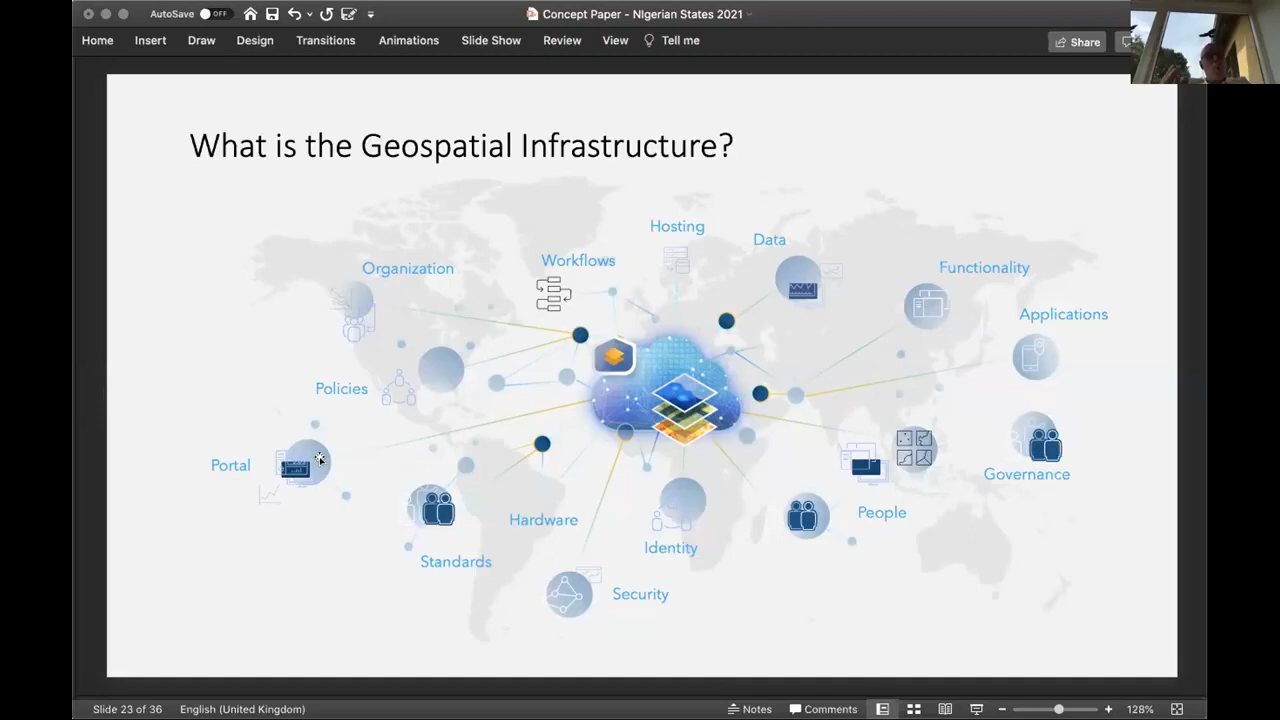 AutoSave OFF
Concept Paper - NIgerian States 2021
Home Insert Draw Design Transitions Animations Slide Show Review View Tell me Share
What is the Geospatial Infrastructure?
Hosting
Data
Workflows
Organization
Functionality
Applications
Policies
Portal
Governance
People
Hardware
Identity
Standards
Security
Slide 23 of 36 English (United Kingdom) Notes Comments 128%